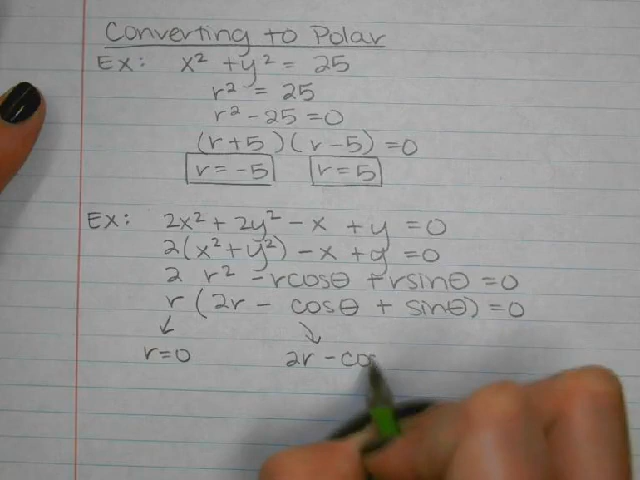 Converting to Polar
EX: x² + y² = 25
r² = 25
r² - 25 = 0
(r + 5)(r - 5) = 0
r = -5 r = 5
EX: 2x² + 2y² - x + y = 0
2(x² + y²) - x + y = 0
2 r² - rcosθ + rsinθ = 0
r (2r - cosθ + sinθ) = 0
r = 0 2r - cos